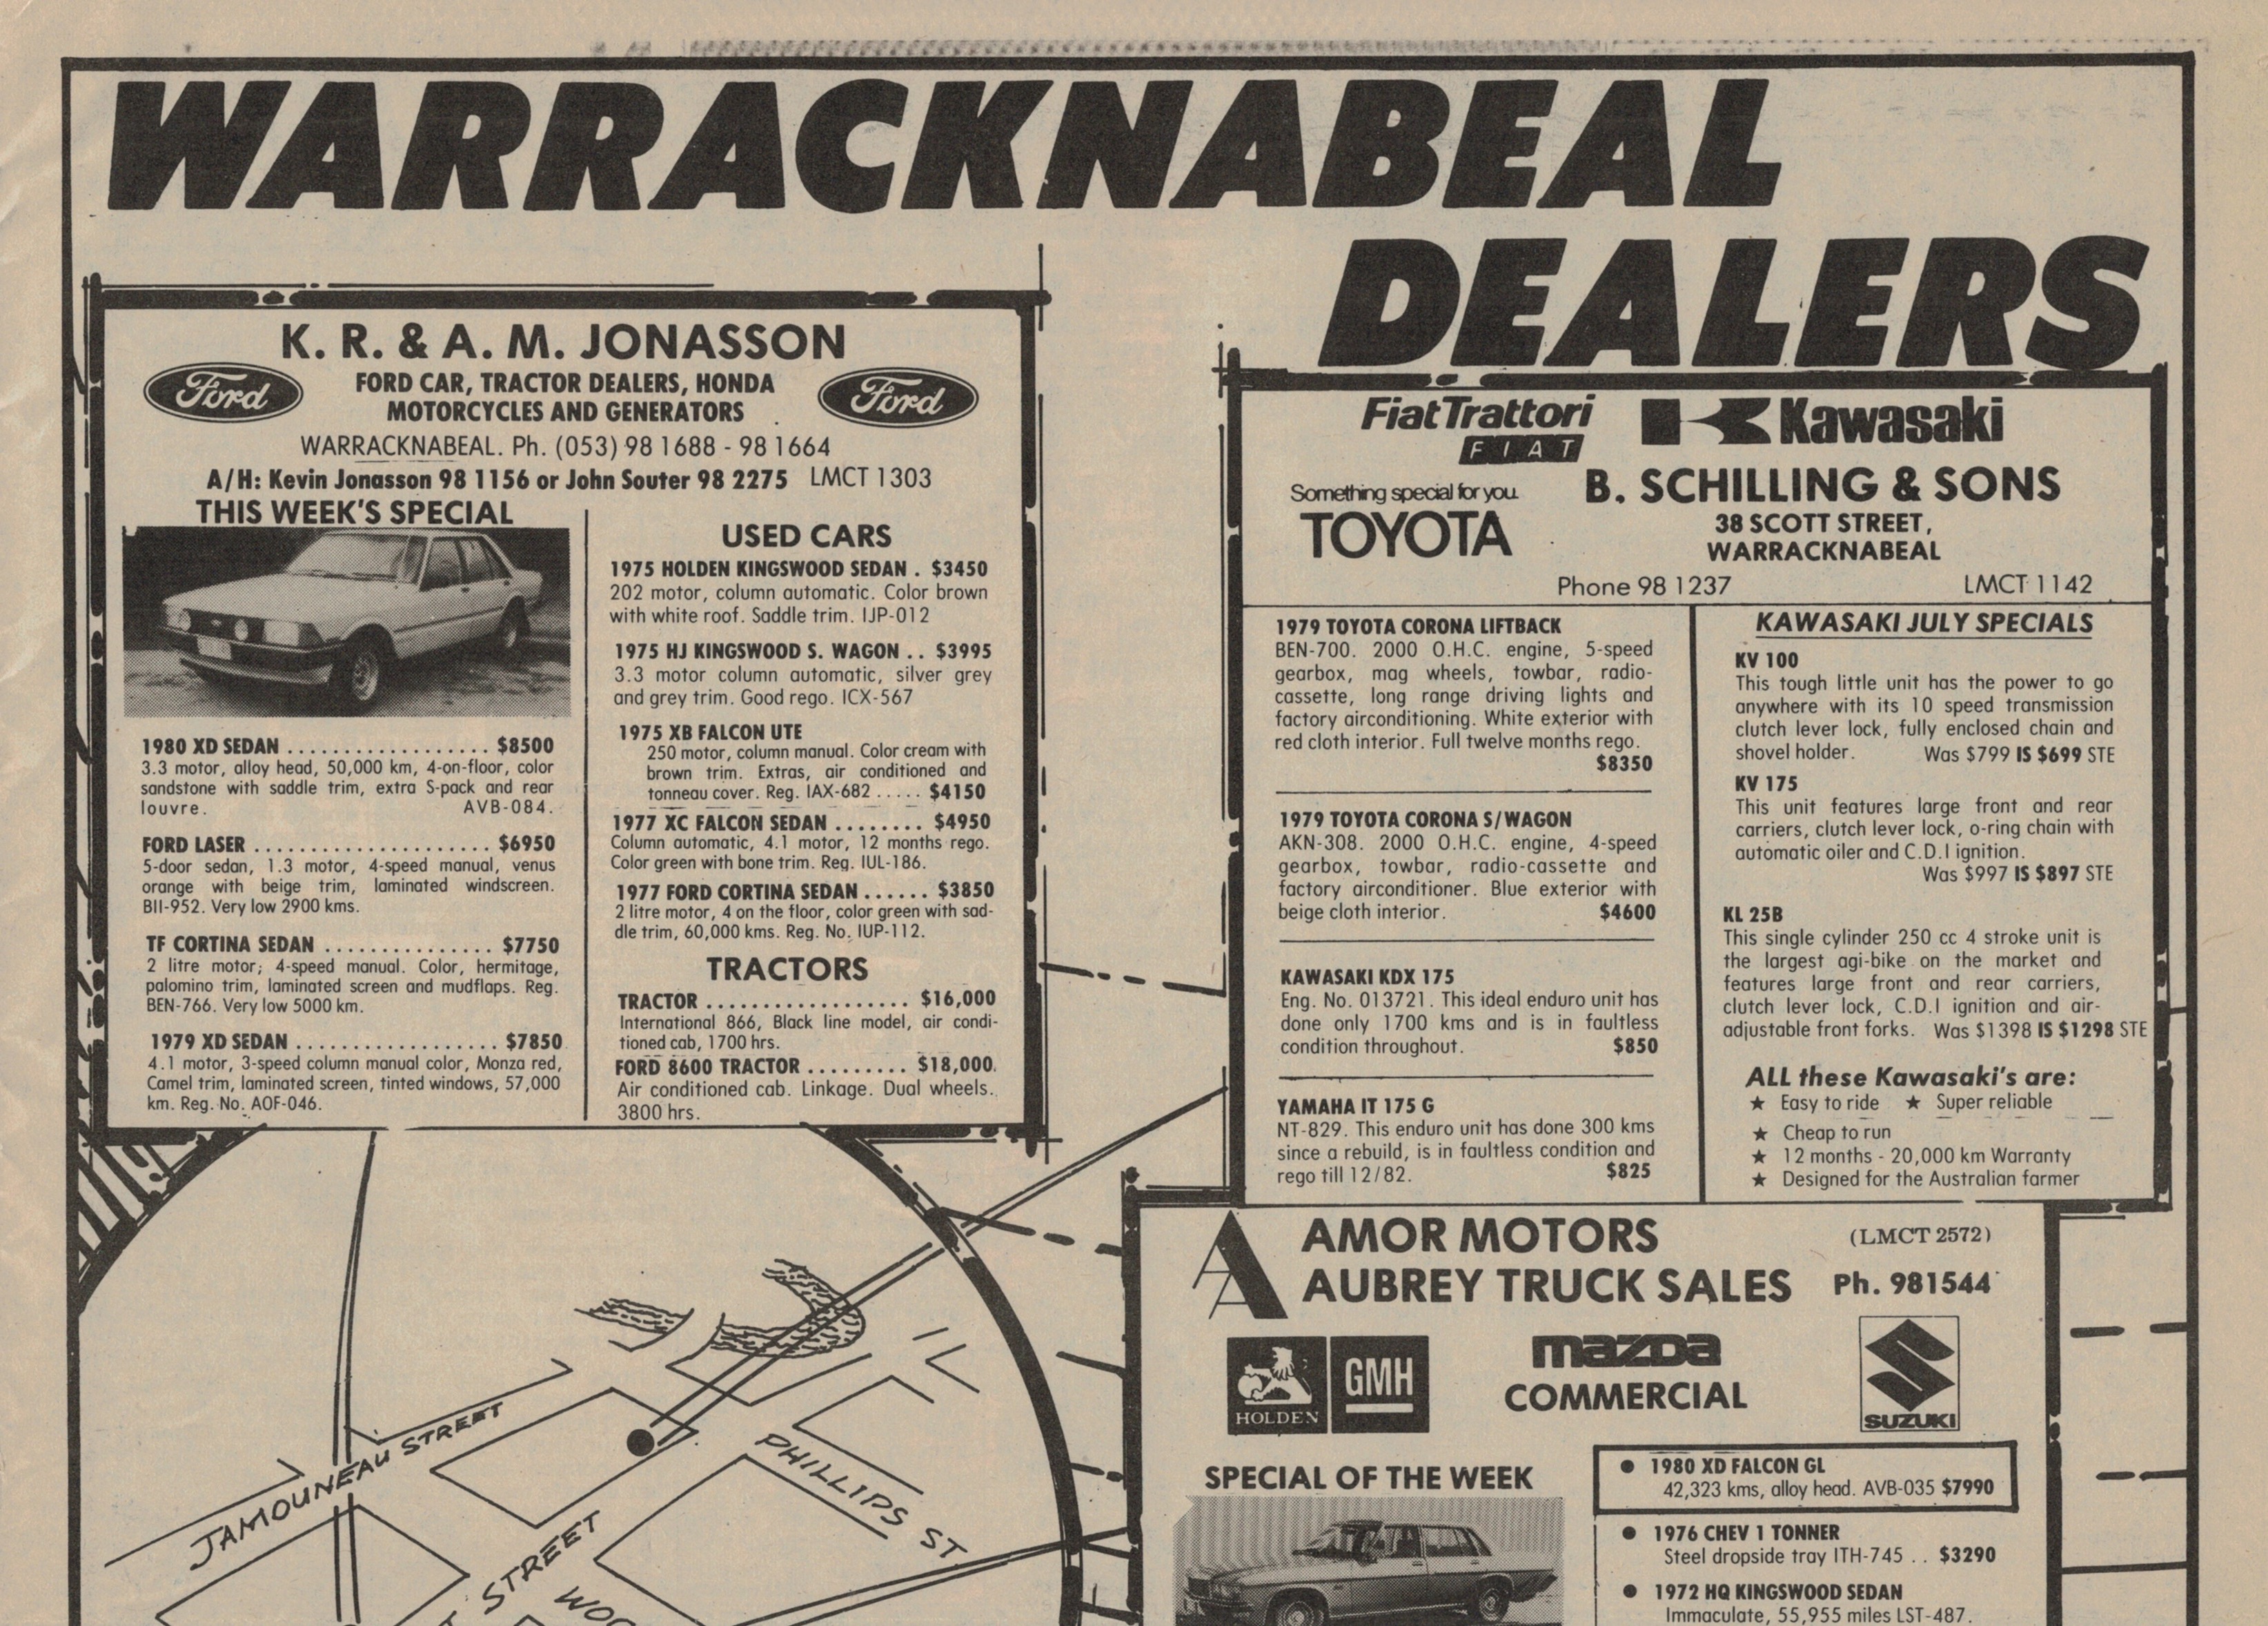 WARRACKNABEAL
DEALERS
K. R. & A. M. JONASSON
Ford
FORD CAR, TRACTOR DEALERS, HONDA
MOTORCYCLES AND GENERATORS
Ford
WARRACKNABEAL. Ph. (053) 98 1688 - 98 1664
A/H: Kevin Jonasson 98 1156 or John Souter 98 2275 LMCT 1303
THIS WEEK'S SPECIAL
1980 XD SEDAN .................. $8500
3.3 motor, alloy head, 50,000 km, 4-on-floor, color
sandstone with saddle trim, extra S-pack and rear
louvre. AVB-084.
FORD LASER ..................... $6950
5-door sedan, 1.3 motor, 4-speed manual, venus
orange with beige trim, laminated windscreen.
BII-952. Very low 2900 kms.
TF CORTINA SEDAN ............... $7750
2 litre motor; 4-speed manual. Color, hermitage,
palomino trim, laminated screen and mudflaps. Reg.
BEN-766. Very low 5000 km.
1979 XD SEDAN .................. $7850
4.1 motor, 3-speed column manual color, Monza red,
Camel trim, laminated screen, tinted windows, 57,000
km. Reg. No. AOF-046.
USED CARS
1975 HOLDEN KINGSWOOD SEDAN . $3450
202 motor, column automatic. Color brown
with white roof. Saddle trim. IJP-012
1975 HJ KINGSWOOD S. WAGON .. $3995
3.3 motor column automatic, silver grey
and grey trim. Good rego. ICX-567
1975 XB FALCON UTE
250 motor, column manual. Color cream with
brown trim. Extras, air conditioned and
tonneau cover. Reg. IAX-682 ..... $4150
1977 XC FALCON SEDAN ........ $4950
Column automatic, 4.1 motor, 12 months rego.
Color green with bone trim. Reg. IUL-186.
1977 FORD CORTINA SEDAN ...... $3850
2 litre motor, 4 on the floor, color green with sad-
dle trim, 60,000 kms. Reg. No. IUP-112.
TRACTORS
TRACTOR .................. $16,000
International 866, Black line model, air condi-
tioned cab, 1700 hrs.
FORD 8600 TRACTOR ......... $18,000.
Air conditioned cab. Linkage. Dual wheels.
3800 hrs.
Fiat Trattori
FIAT
Kawasaki
Something special for you.
TOYOTA
B. SCHILLING & SONS
38 SCOTT STREET,
WARRACKNABEAL
Phone 98 1237 LMCT 1142
1979 TOYOTA CORONA LIFTBACK
BEN-700. 2000 O.H.C. engine, 5-speed
gearbox, mag wheels, towbar, radio-
cassette, long range driving lights and
factory airconditioning. White exterior with
red cloth interior. Full twelve months rego.
$8350
1979 TOYOTA CORONA S/WAGON
AKN-308. 2000 O.H.C. engine, 4-speed
gearbox, towbar, radio-cassette and
factory airconditioner. Blue exterior with
beige cloth interior. $4600
KAWASAKI KDX 175
Eng. No. 013721. This ideal enduro unit has
done only 1700 kms and is in faultless
condition throughout. $850
YAMAHA IT 175 G
NT-829. This enduro unit has done 300 kms
since a rebuild, is in faultless condition and
rego till 12/82. $825
KAWASAKI JULY SPECIALS
KV 100
This tough little unit has the power to go
anywhere with its 10 speed transmission
clutch lever lock, fully enclosed chain and
shovel holder. Was $799 IS $699 STE
KV 175
This unit features large front and rear
carriers, clutch lever lock, o-ring chain with
automatic oiler and C.D.I ignition.
Was $997 IS $897 STE
KL 25B
This single cylinder 250 cc 4 stroke unit is
the largest agi-bike on the market and
features large front and rear carriers,
clutch lever lock, C.D.I ignition and air-
adjustable front forks. Was $1398 IS $1298 STE
ALL these Kawasaki's are:
★ Easy to ride ★ Super reliable
★ Cheap to run
★ 12 months - 20,000 km Warranty
★ Designed for the Australian farmer
AMOR MOTORS (LMCT 2572)
AUBREY TRUCK SALES Ph. 981544
HOLDEN
GMH
mazda
COMMERCIAL
SUZUKI
SPECIAL OF THE WEEK
● 1980 XD FALCON GL
42,323 kms, alloy head. AVB-035 $7990
● 1976 CHEV 1 TONNER
Steel dropside tray ITH-745 .. $3290
● 1972 HQ KINGSWOOD SEDAN
Immaculate, 55,955 miles LST-487.
JAMOUNEAU STREET
PHILLIPS ST.
STREET